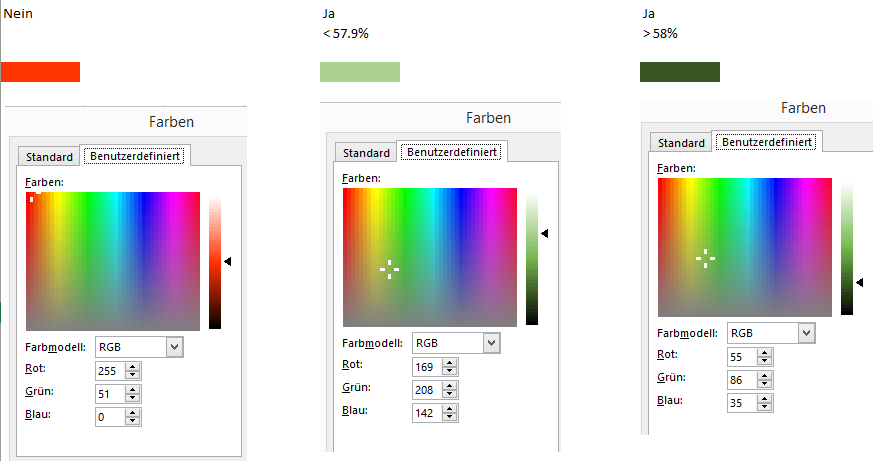 Nein
Farben
Standard
Benutzerdefiniert
Farben:
Farbmodell: RGB
Rot: 255
Grün: 51
Blau: 0
Ja
< 57.9%
Farben
Standard
Benutzerdefiniert
Farben:
Farbmodell: RGB
Rot: 169
Grün: 208
Blau: 142
Ja
> 58%
Farben
Standard
Benutzerdefiniert
Farben:
Farbmodell: RGB
Rot: 55
Grün: 86
Blau: 35